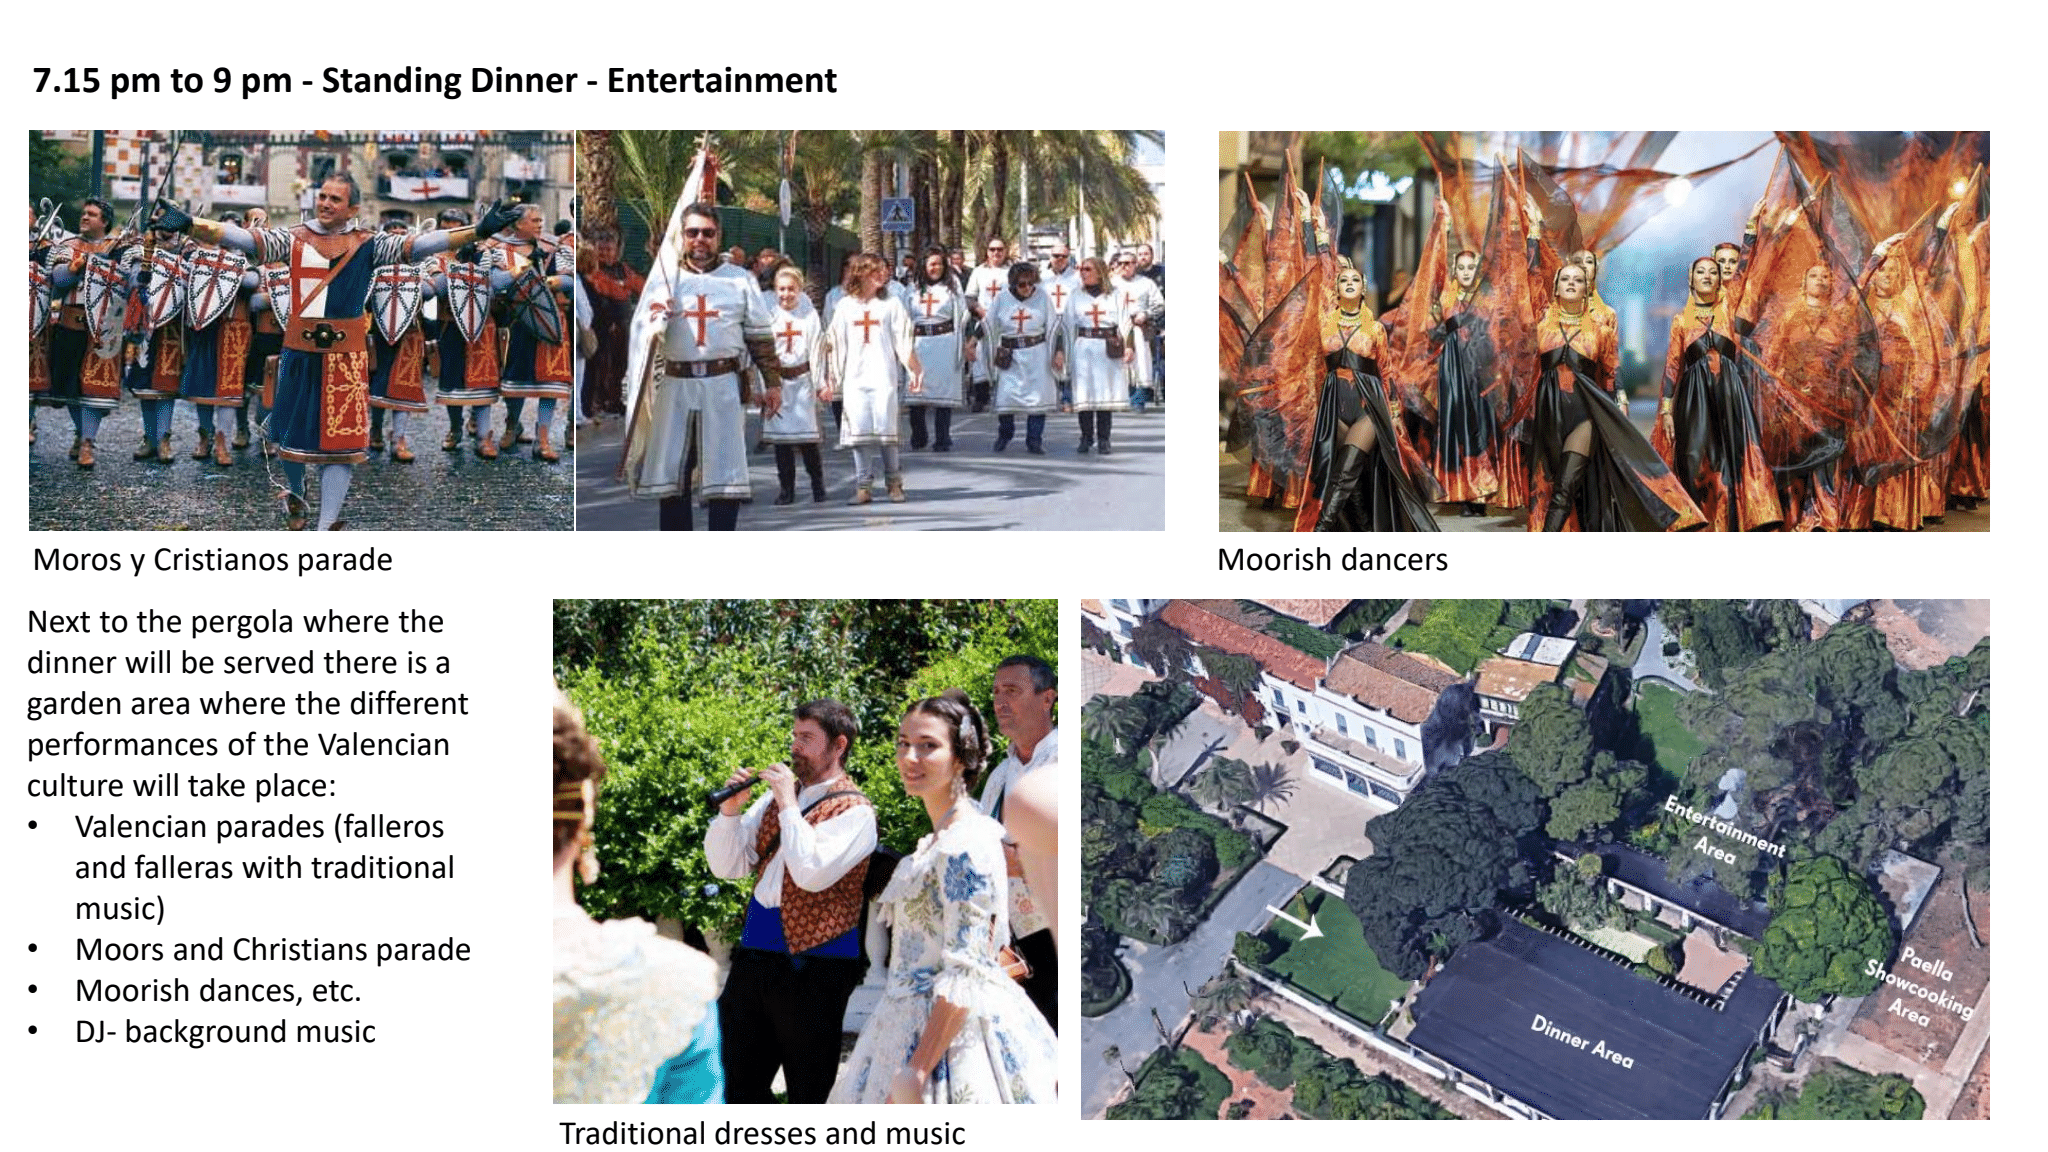 7.15 pm to 9 pm - Standing Dinner - Entertainment
Moros y Cristianos parade
Moorish dancers
Next to the pergola where the
dinner will be served there is a
garden area where the different
performances of the Valencian
culture will take place:
• Valencian parades (falleros
and falleras with traditional
music)
• Moors and Christians parade
• Moorish dances, etc.
• DJ- background music
Traditional dresses and music
Entertainment
Area
Paella
Showcooking
Area
Dinner Area